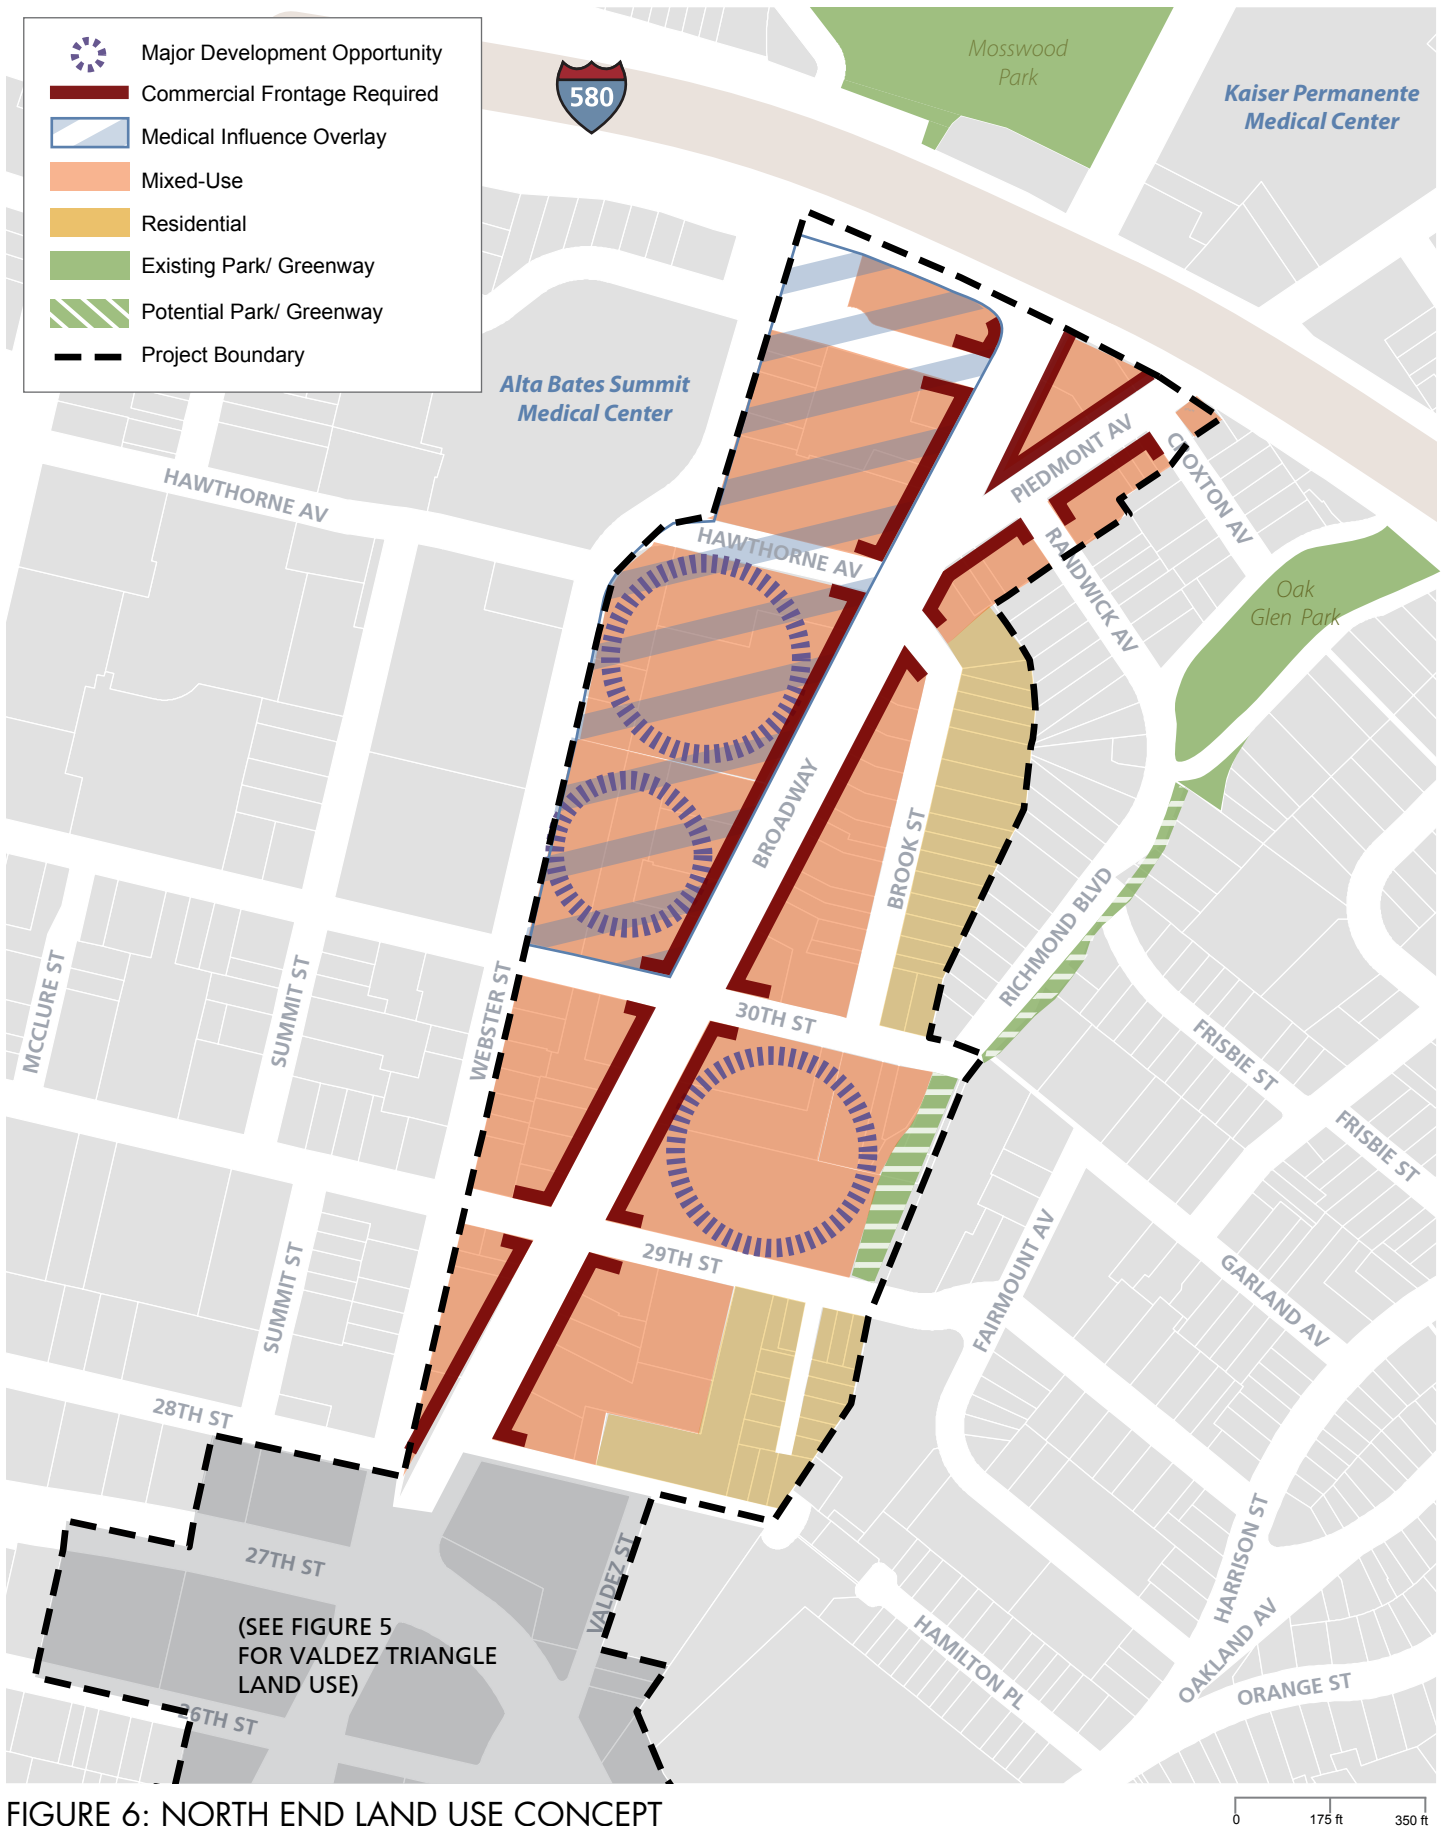 Major Development Opportunity
Commercial Frontage Required
Medical Influence Overlay
Mixed-Use
Residential
Existing Park/ Greenway
Potential Park/ Greenway
Project Boundary
580
Mosswood
Park
Kaiser Permanente
Medical Center
Alta Bates Summit
Medical Center
HAWTHORNE AV
HAWTHORNE AV
PIEDMONT AV
CROXTON AV
RANDWICK AV
Oak
Glen Park
BROADWAY
BROOK ST
RICHMOND BLVD
MCCLURE ST
SUMMIT ST
WEBSTER ST
30TH ST
FRISBIE ST
FRISBIE ST
29TH ST
FAIRMOUNT AV
GARLAND AV
SUMMIT ST
28TH ST
27TH ST
VALDEZ ST
HARRISON ST
OAKLAND AV
HAMILTON PL
ORANGE ST
(SEE FIGURE 5
FOR VALDEZ TRIANGLE
LAND USE)
26TH ST
FIGURE 6: NORTH END LAND USE CONCEPT
0 175 ft 350 ft